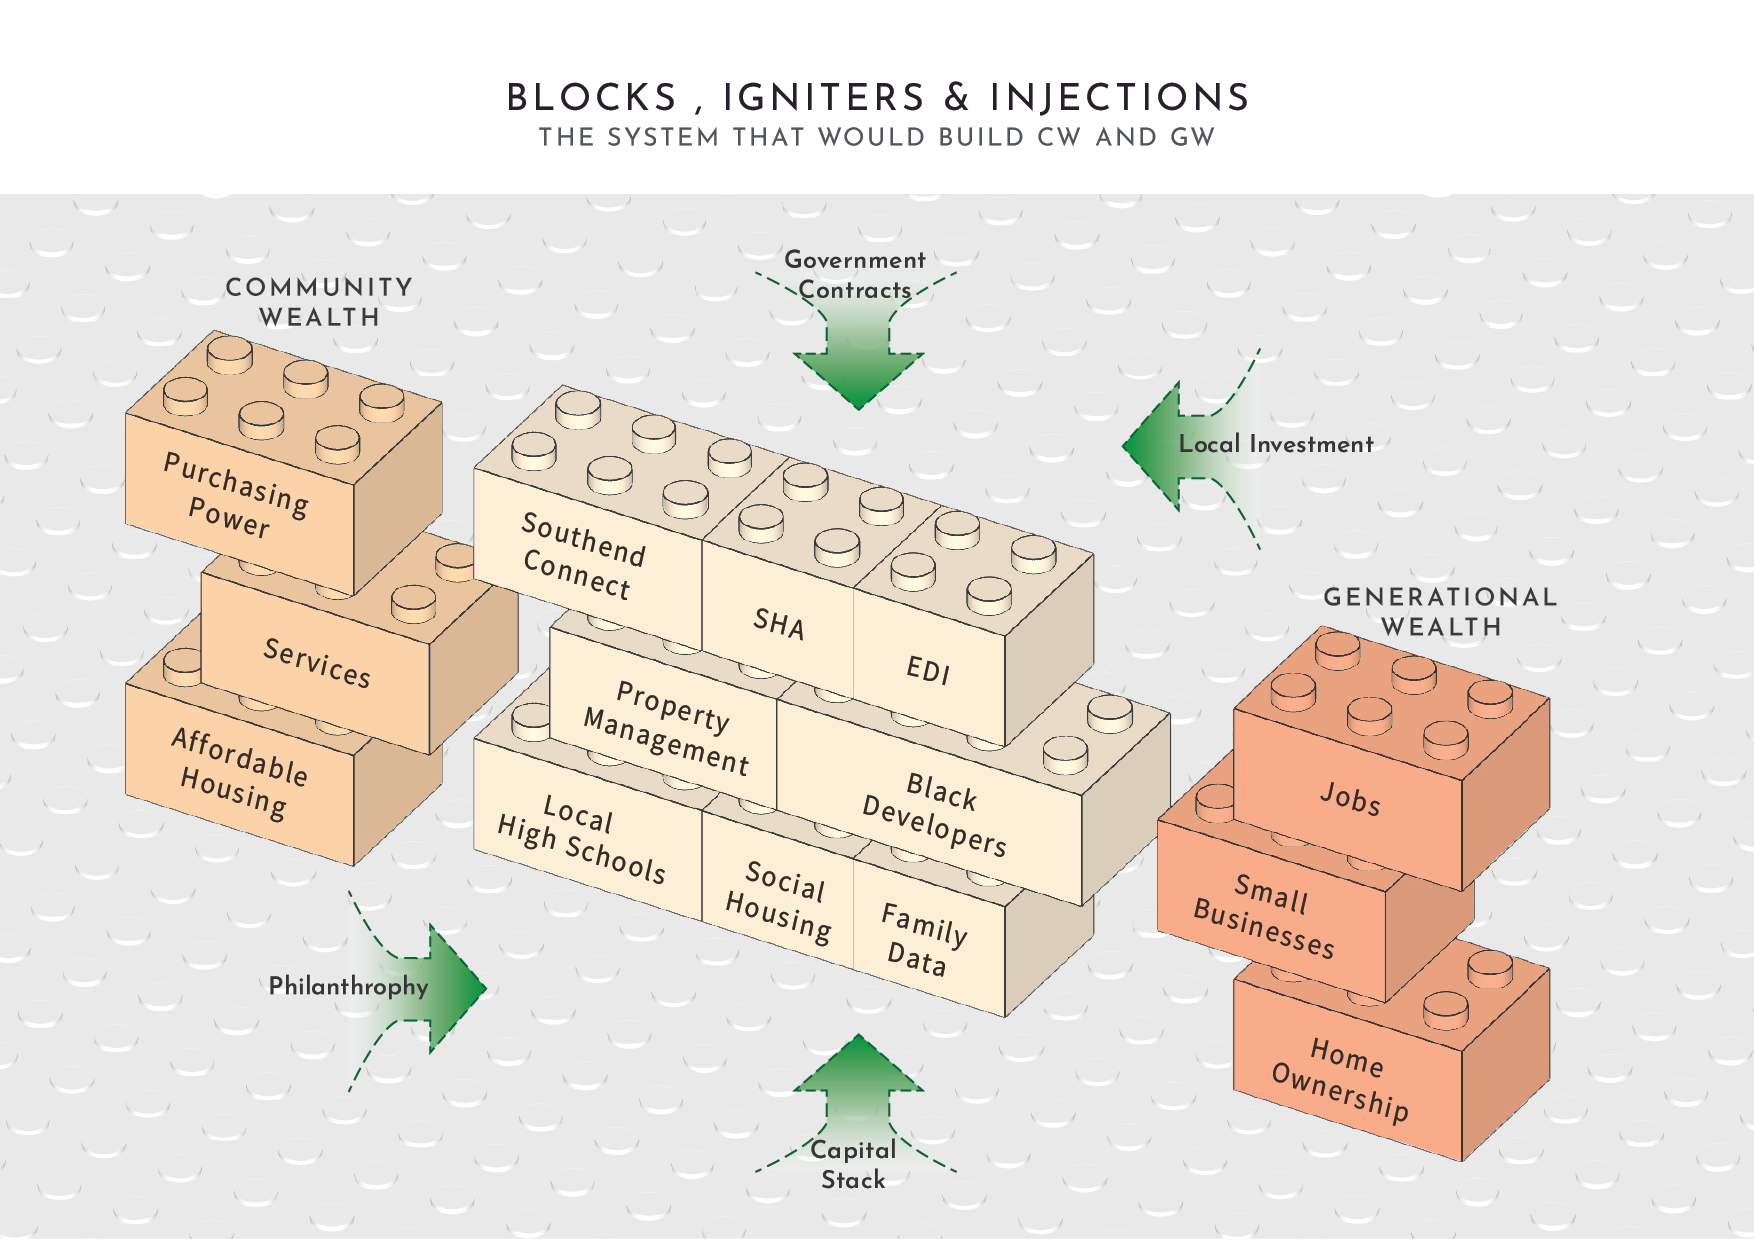 BLOCKS , IGNITERS & INJECTIONS
THE SYSTEM THAT WOULD BUILD CW AND GW
Government
Contracts
COMMUNITY
WEALTH
Local Investment
Purchasing
Power
Services
Affordable
Housing
Southend
Connect
SHA
EDI
Property
Management
Black
Developers
Local
High Schools
Social
Housing
Family
Data
GENERATIONAL
WEALTH
Jobs
Small
Businesses
Home
Ownership
Philanthrophy
Capital
Stack